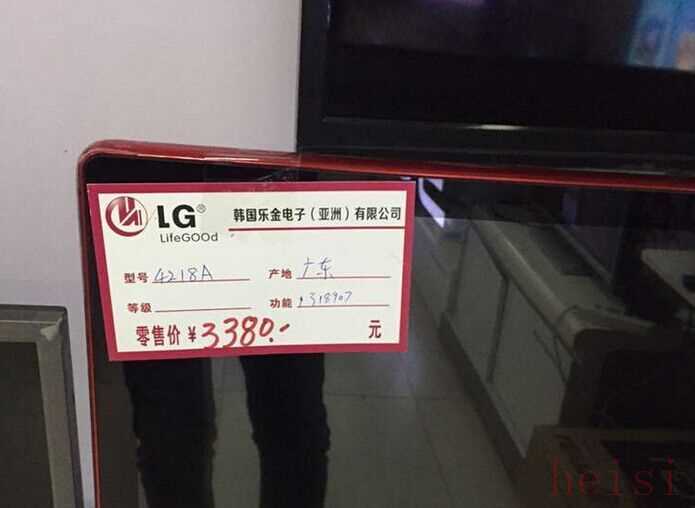 LG® 韩国乐金电子（亚洲）有限公司
LifeGOOd
型号 4218A 产地 广东
等级 功能 318907
零售价 ¥3380.- 元
heisi